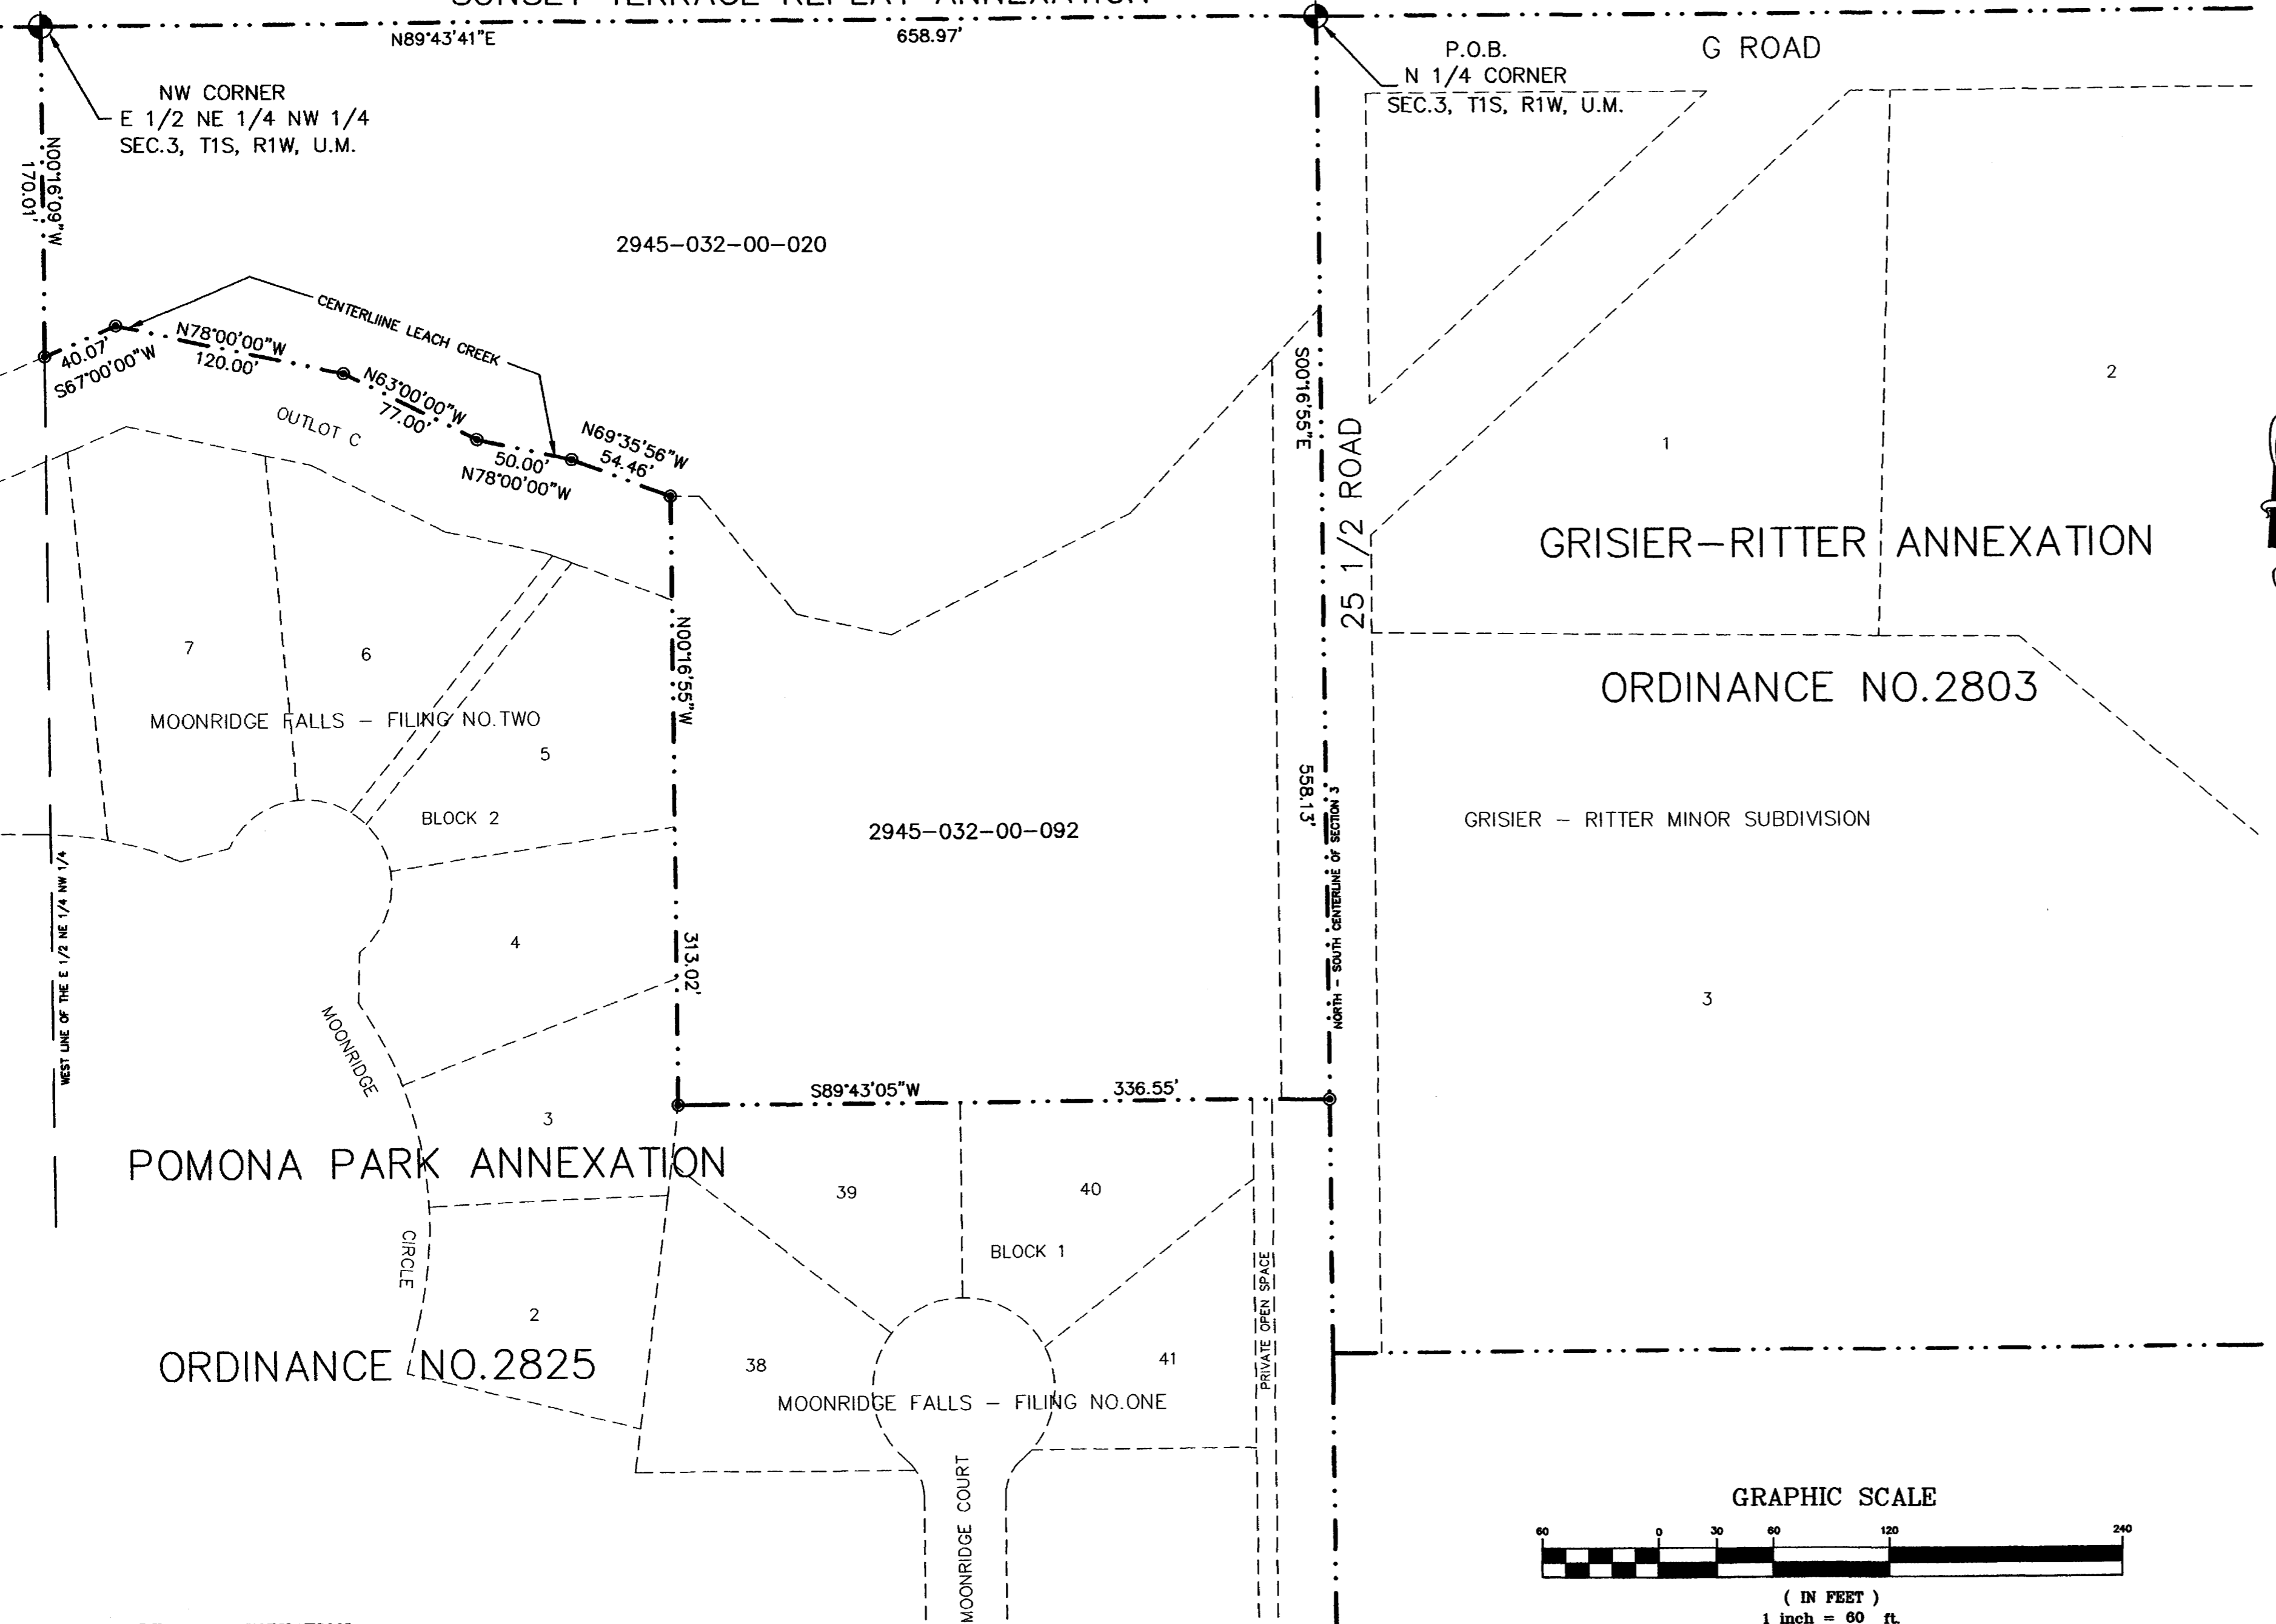 SUNSET TERRACE REPLAT ANNEXATION
N89°43'41"E
658.97'
P.O.B.
N 1/4 CORNER
SEC.3, T1S, R1W, U.M.
G ROAD
NW CORNER
E 1/2 NE 1/4 NW 1/4
SEC.3, T1S, R1W, U.M.
N00°16'09"W
170.01'
2945-032-00-020
CENTERLIINE LEACH CREEK
40.07'
S67°00'00"W
N78°00'00"W
120.00'
N63°00'00"W
77.00'
50.00'
N78°00'00"W
N69°35'56"W
54.46'
OUTLOT C
S00°16'55"E
558.13'
25 1/2 ROAD
NORTH - SOUTH CENTERLINE OF SECTION 3
1
2
GRISIER-RITTER ANNEXATION
ORDINANCE NO.2803
GRISIER - RITTER MINOR SUBDIVISION
3
7
6
MOONRIDGE FALLS - FILING NO.TWO
5
BLOCK 2
N00°16'55"W
313.02'
2945-032-00-092
WEST LINE OF THE E 1/2 NE 1/4 NW 1/4
4
MOONRIDGE
CIRCLE
3
S89°43'05"W
336.55'
POMONA PARK ANNEXATION
39
40
BLOCK 1
PRIVATE OPEN SPACE
2
ORDINANCE NO.2825
38
41
MOONRIDGE FALLS - FILING NO.ONE
MOONRIDGE COURT
GRAPHIC SCALE
60 0 30 60 120 240
( IN FEET )
1 inch = 60 ft.